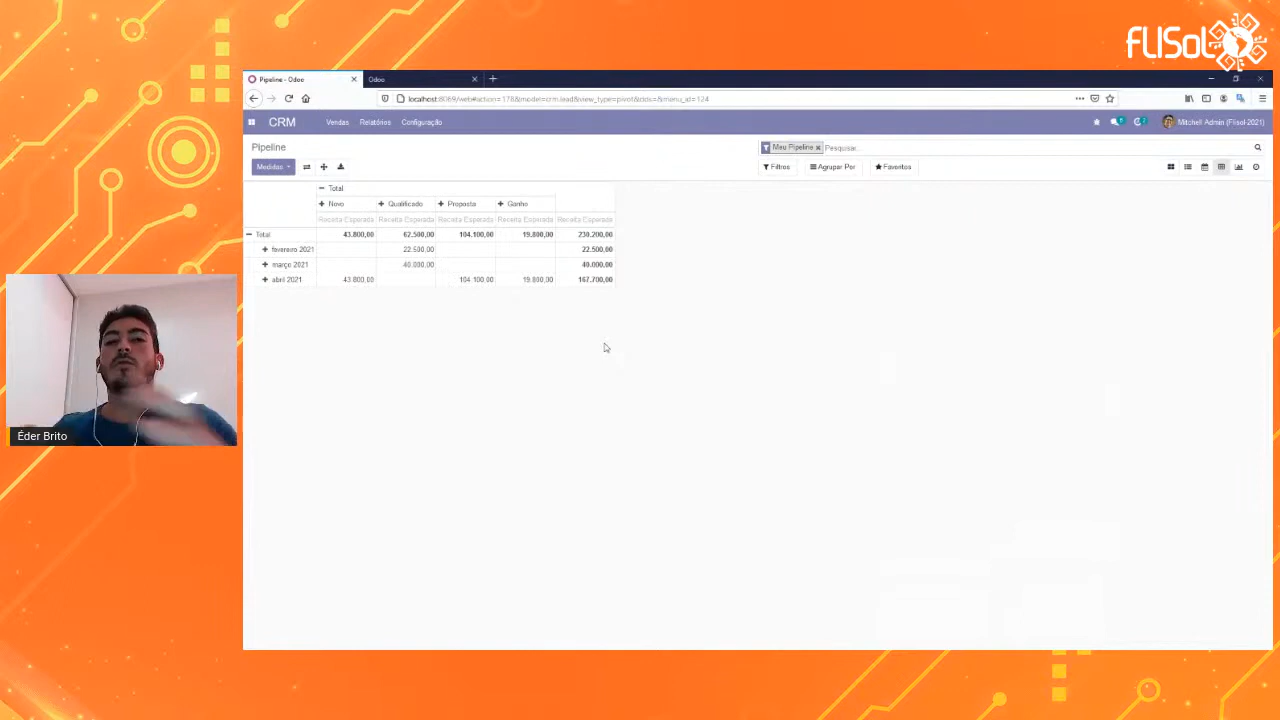 FLISoL
Pipeline - Odoo
Odoo
localhost:8069/web#action=178&model=crm.lead&view_type=pivot&cids=&menu_id=124
CRM Vendas Relatórios Configuração
Mitchell Admin (Flisol-2021)
Pipeline
Meu Pipeline Pesquisar...
Medidas
Filtros Agrupar Por Favoritos
Total
Novo Qualificado Proposta Ganho
Receita Esperada Receita Esperada Receita Esperada Receita Esperada Receita Esperada
Total 43.800,00 62.500,00 104.100,00 19.800,00 230.200,00
fevereiro 2021 22.500,00 22.500,00
março 2021 40.000,00 40.000,00
abril 2021 43.800,00 104.100,00 19.800,00 167.700,00
Éder Brito